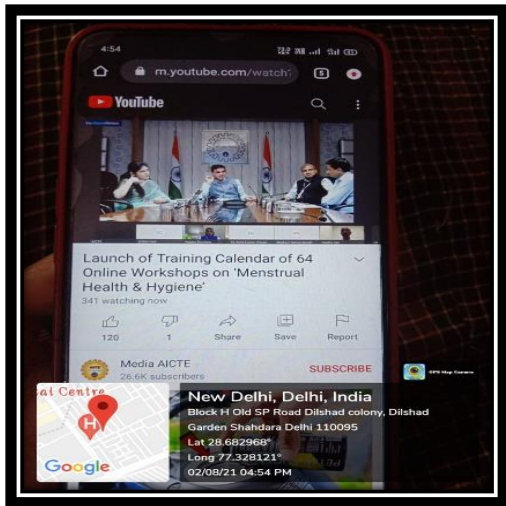 4:54
m.youtube.com/watch?
5
YouTube
Launch of Training Calendar of 64
Online Workshops on 'Menstrual
Health & Hygiene'
341 watching now
120
1
Share
Save
Report
Media AICTE
26.6K subscribers
SUBSCRIBE
GPS Map Camera
cal Centre
H
Google
New Delhi, Delhi, India
Block H Old SP Road Dilshad colony, Dilshad
Garden Shahdara Delhi 110095
Lat 28.682968°
Long 77.328121°
02/08/21 04:54 PM